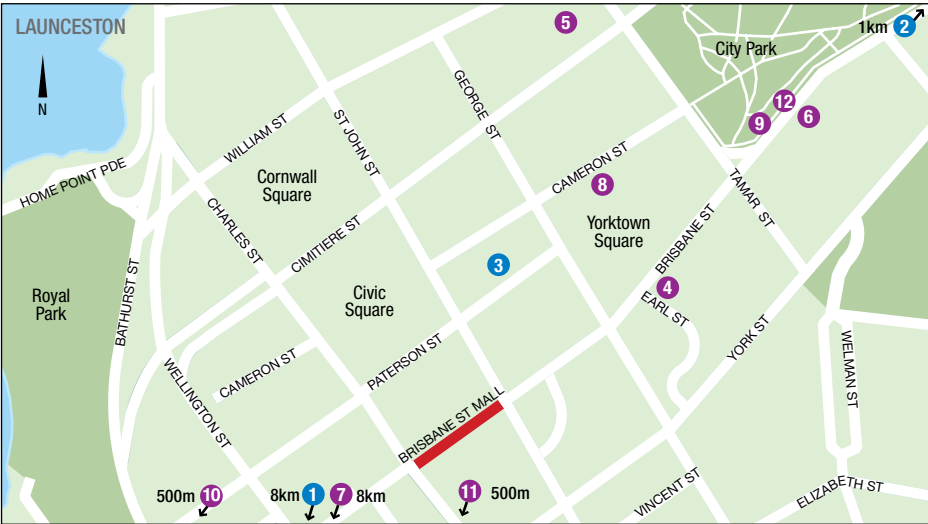 LAUNCESTON
N
5
City Park
1km 2
12
9
6
GEORGE ST
ST JOHN ST
WILLIAM ST
HOME POINT PDE
Cornwall
Square
CAMERON ST
8
TAMAR ST
Yorktown
Square
CHARLES ST
CIMITIERE ST
BRISBANE ST
3
4
EARL ST
Royal
Park
BATHURST ST
Civic
Square
PATERSON ST
CAMERON ST
YORK ST
WELMAN ST
WELLINGTON ST
BRISBANE ST MALL
500m 10
8km 1
7 8km
11 500m
VINCENT ST
ELIZABETH ST